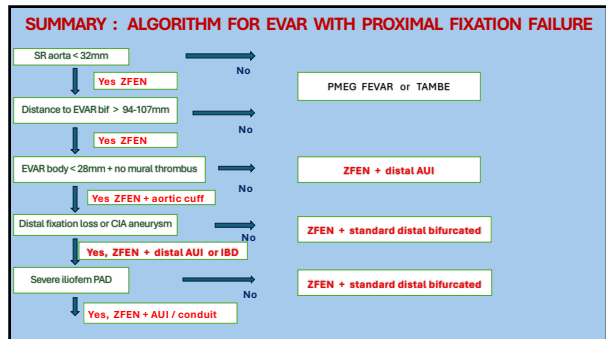 SUMMARY : ALGORITHM FOR EVAR WITH PROXIMAL FIXATION FAILURE
SR aorta < 32mm
No
Yes ZFEN
PMEG FEVAR or TAMBE
Distance to EVAR bif > 94-107mm
No
Yes ZFEN
EVAR body < 28mm + no mural thrombus
No
ZFEN + distal AUI
Yes ZFEN + aortic cuff
Distal fixation loss or CIA aneurysm
No
ZFEN + standard distal bifurcated
Yes, ZFEN + distal AUI or IBD
Severe iliofem PAD
No
ZFEN + standard distal bifurcated
Yes, ZFEN + AUI / conduit